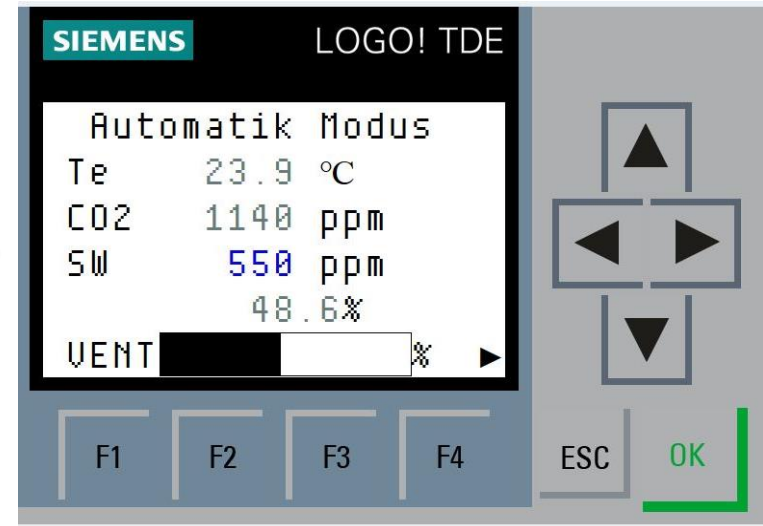 SIEMENS LOGO! TDE
Automatik Modus
Te 23.9 °C
CO2 1140 ppm
SW 550 ppm
48.6%
VENT % ►
F1 F2 F3 F4 ESC OK